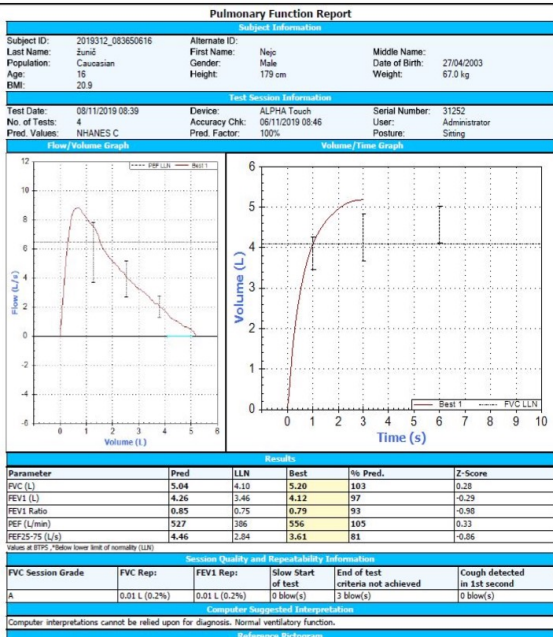 Pulmonary Function Report
Subject Information
Subject ID: 2019312_083650616 Alternate ID:
Last Name: žunič First Name: Nejc Middle Name:
Population: Caucasian Gender: Male Date of Birth: 27/04/2003
Age: 16 Height: 179 cm Weight: 67.0 kg
BMI: 20.9
Test Session Information
Test Date: 08/11/2019 08:39 Device: ALPHA Touch Serial Number: 31252
No. of Tests: 4 Accuracy Chk: 06/11/2019 08:46 User: Administrator
Pred. Values: NHANES C Pred. Factor: 100% Posture: Sitting
Flow/Volume Graph Volume/Time Graph
PEF LLN Best 1
12
10
8
6
4
2
0
-2
-4
-6
Flow (L/s)
0 1 2 3 4 5 6
Volume (L)
6
5
4
3
2
1
0
Volume (L)
Best 1 FVC LLN
0 1 2 3 4 5 6 7 8 9 10
Time (s)
Results
Parameter Pred LLN Best % Pred. Z-Score
FVC (L) 5.04 4.10 5.20 103 0.28
FEV1 (L) 4.26 3.46 4.12 97 -0.29
FEV1 Ratio 0.85 0.75 0.79 93 -0.98
PEF (L/min) 527 386 556 105 0.33
FEF25-75 (L/s) 4.46 2.84 3.61 81 -0.86
Values at BTPS ,*Below lower limit of normality (LLN)
Session Quality and Repeatability Information
FVC Session Grade FVC Rep: FEV1 Rep: Slow Start of test End of test criteria not achieved Cough detected in 1st second
A 0.01 L (0.2%) 0.01 L (0.2%) 0 blow(s) 3 blow(s) 0 blow(s)
Computer Suggested Interpretation
Computer interpretations cannot be relied upon for diagnosis. Normal ventilatory function.